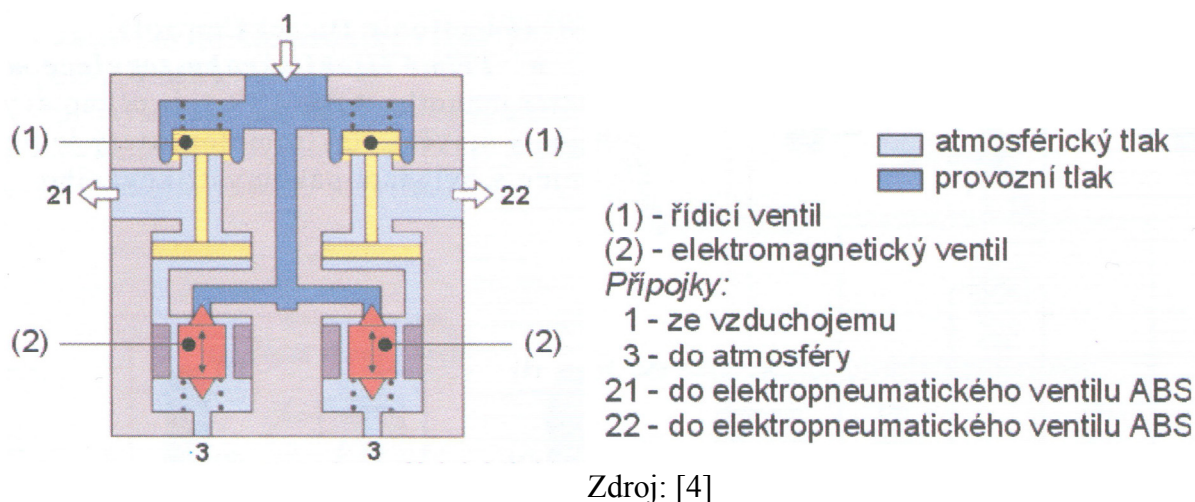 1
(1)
(1)
21
22
(2)
(2)
3
3
atmosférický tlak
provozní tlak
(1) - řídicí ventil
(2) - elektromagnetický ventil
Přípojky:
1 - ze vzduchojemu
3 - do atmosféry
21 - do elektropneumatického ventilu ABS
22 - do elektropneumatického ventilu ABS
Zdroj: [4]